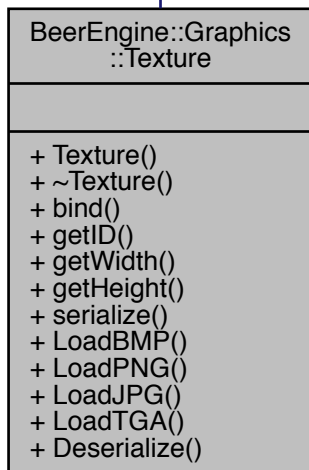 BeerEngine::Graphics
::Texture
+ Texture()
+ ~Texture()
+ bind()
+ getID()
+ getWidth()
+ getHeight()
+ serialize()
+ LoadBMP()
+ LoadPNG()
+ LoadJPG()
+ LoadTGA()
+ Deserialize()